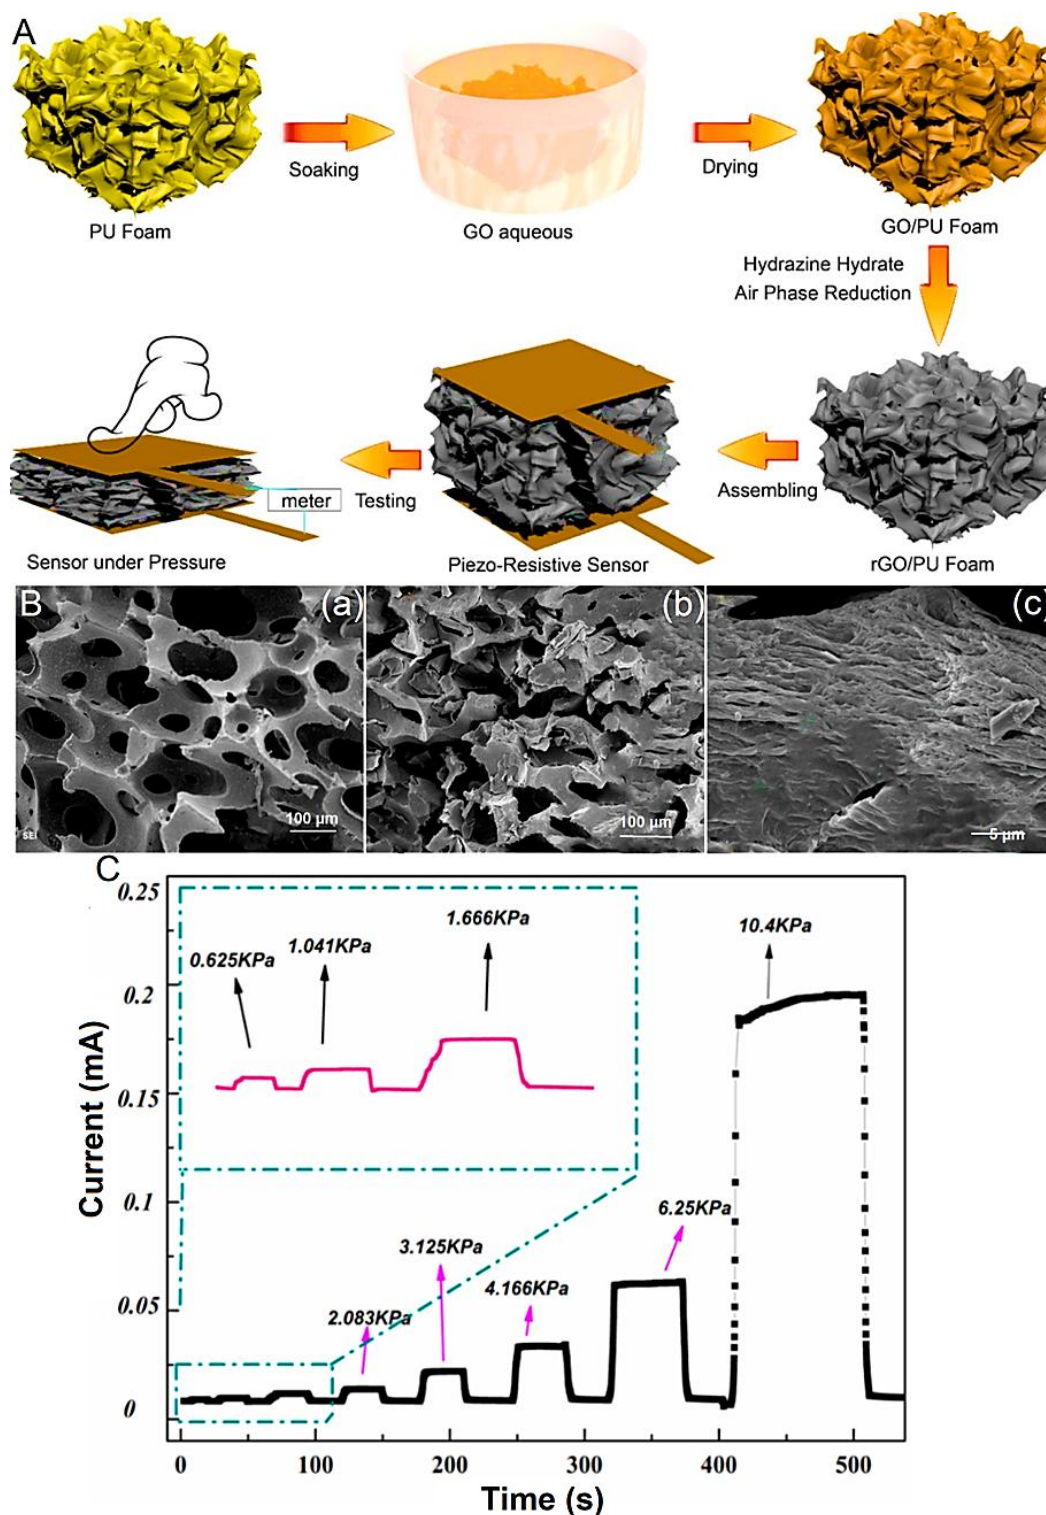 A
Soaking
Drying
PU Foam
GO aqueous
GO/PU Foam
Hydrazine Hydrate
Air Phase Reduction
meter
Testing
Assembling
Sensor under Pressure
Piezo-Resistive Sensor
rGO/PU Foam
B
(a)
(b)
(c)
SEI
100 µm
100 µm
5 µm
C
0.25
0.2
0.15
0.1
0.05
0
Current (mA)
0.625KPa
1.041KPa
1.666KPa
10.4KPa
2.083KPa
3.125KPa
4.166KPa
6.25KPa
0
100
200
300
400
500
Time (s)